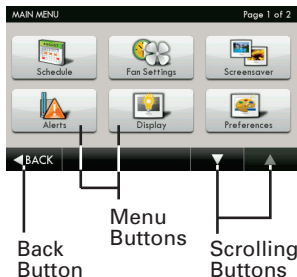 MAIN MENU Page 1 of 2
AUGUST
Schedule Fan Settings Screensaver
Alerts Display Preferences
BACK
Menu
Buttons
Back
Button
Scrolling
Buttons